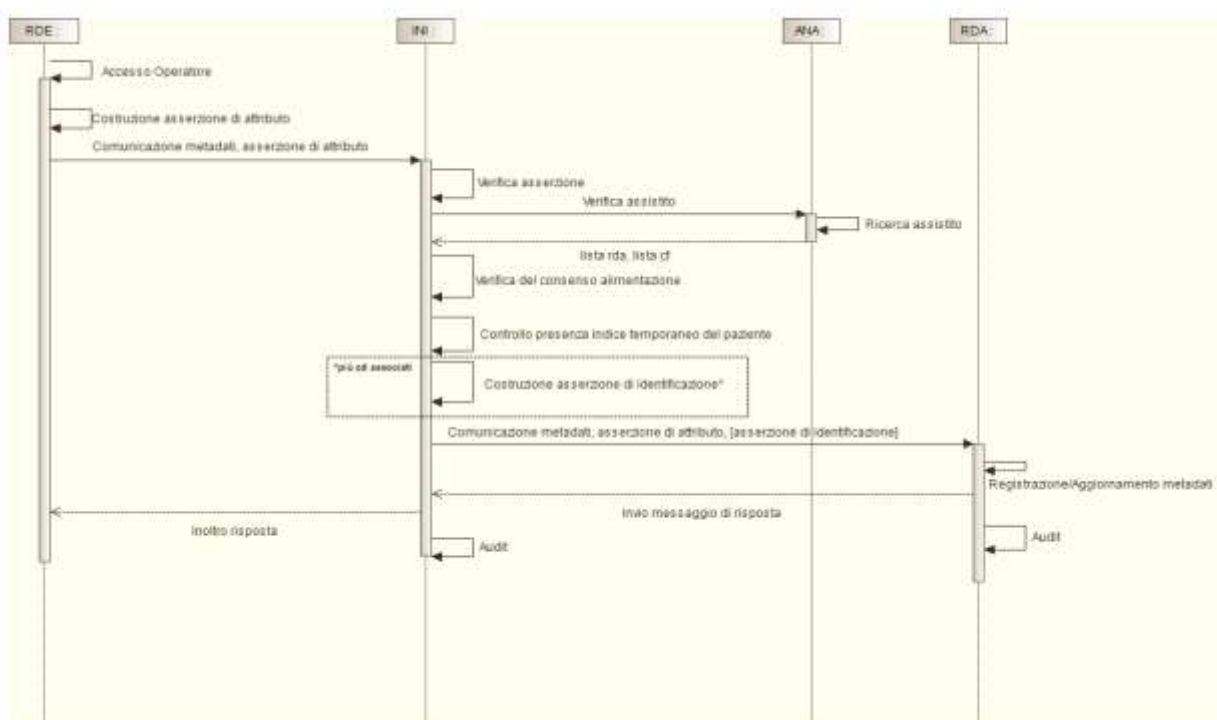 RDE :
INI :
ANA:
RDA:
Accesso Operatore
Costruzione asserzione di attributo
Comunicazione metadati, asserzione di attributo
Verifica asserzione
Verifica assistito
Ricerca assistito
lista rda, lista cf
Verifica del consenso alimentazione
Controllo presenza indice temporaneo del paziente
associati
Costruzione asserzione di identificazione*
Comunicazione metadati, asserzione di attributo, [asserzione di identificazione]
Registrazione/Aggiornamento metadati
Invio messaggio di risposta
Inoltro risposta
Audit
Audit